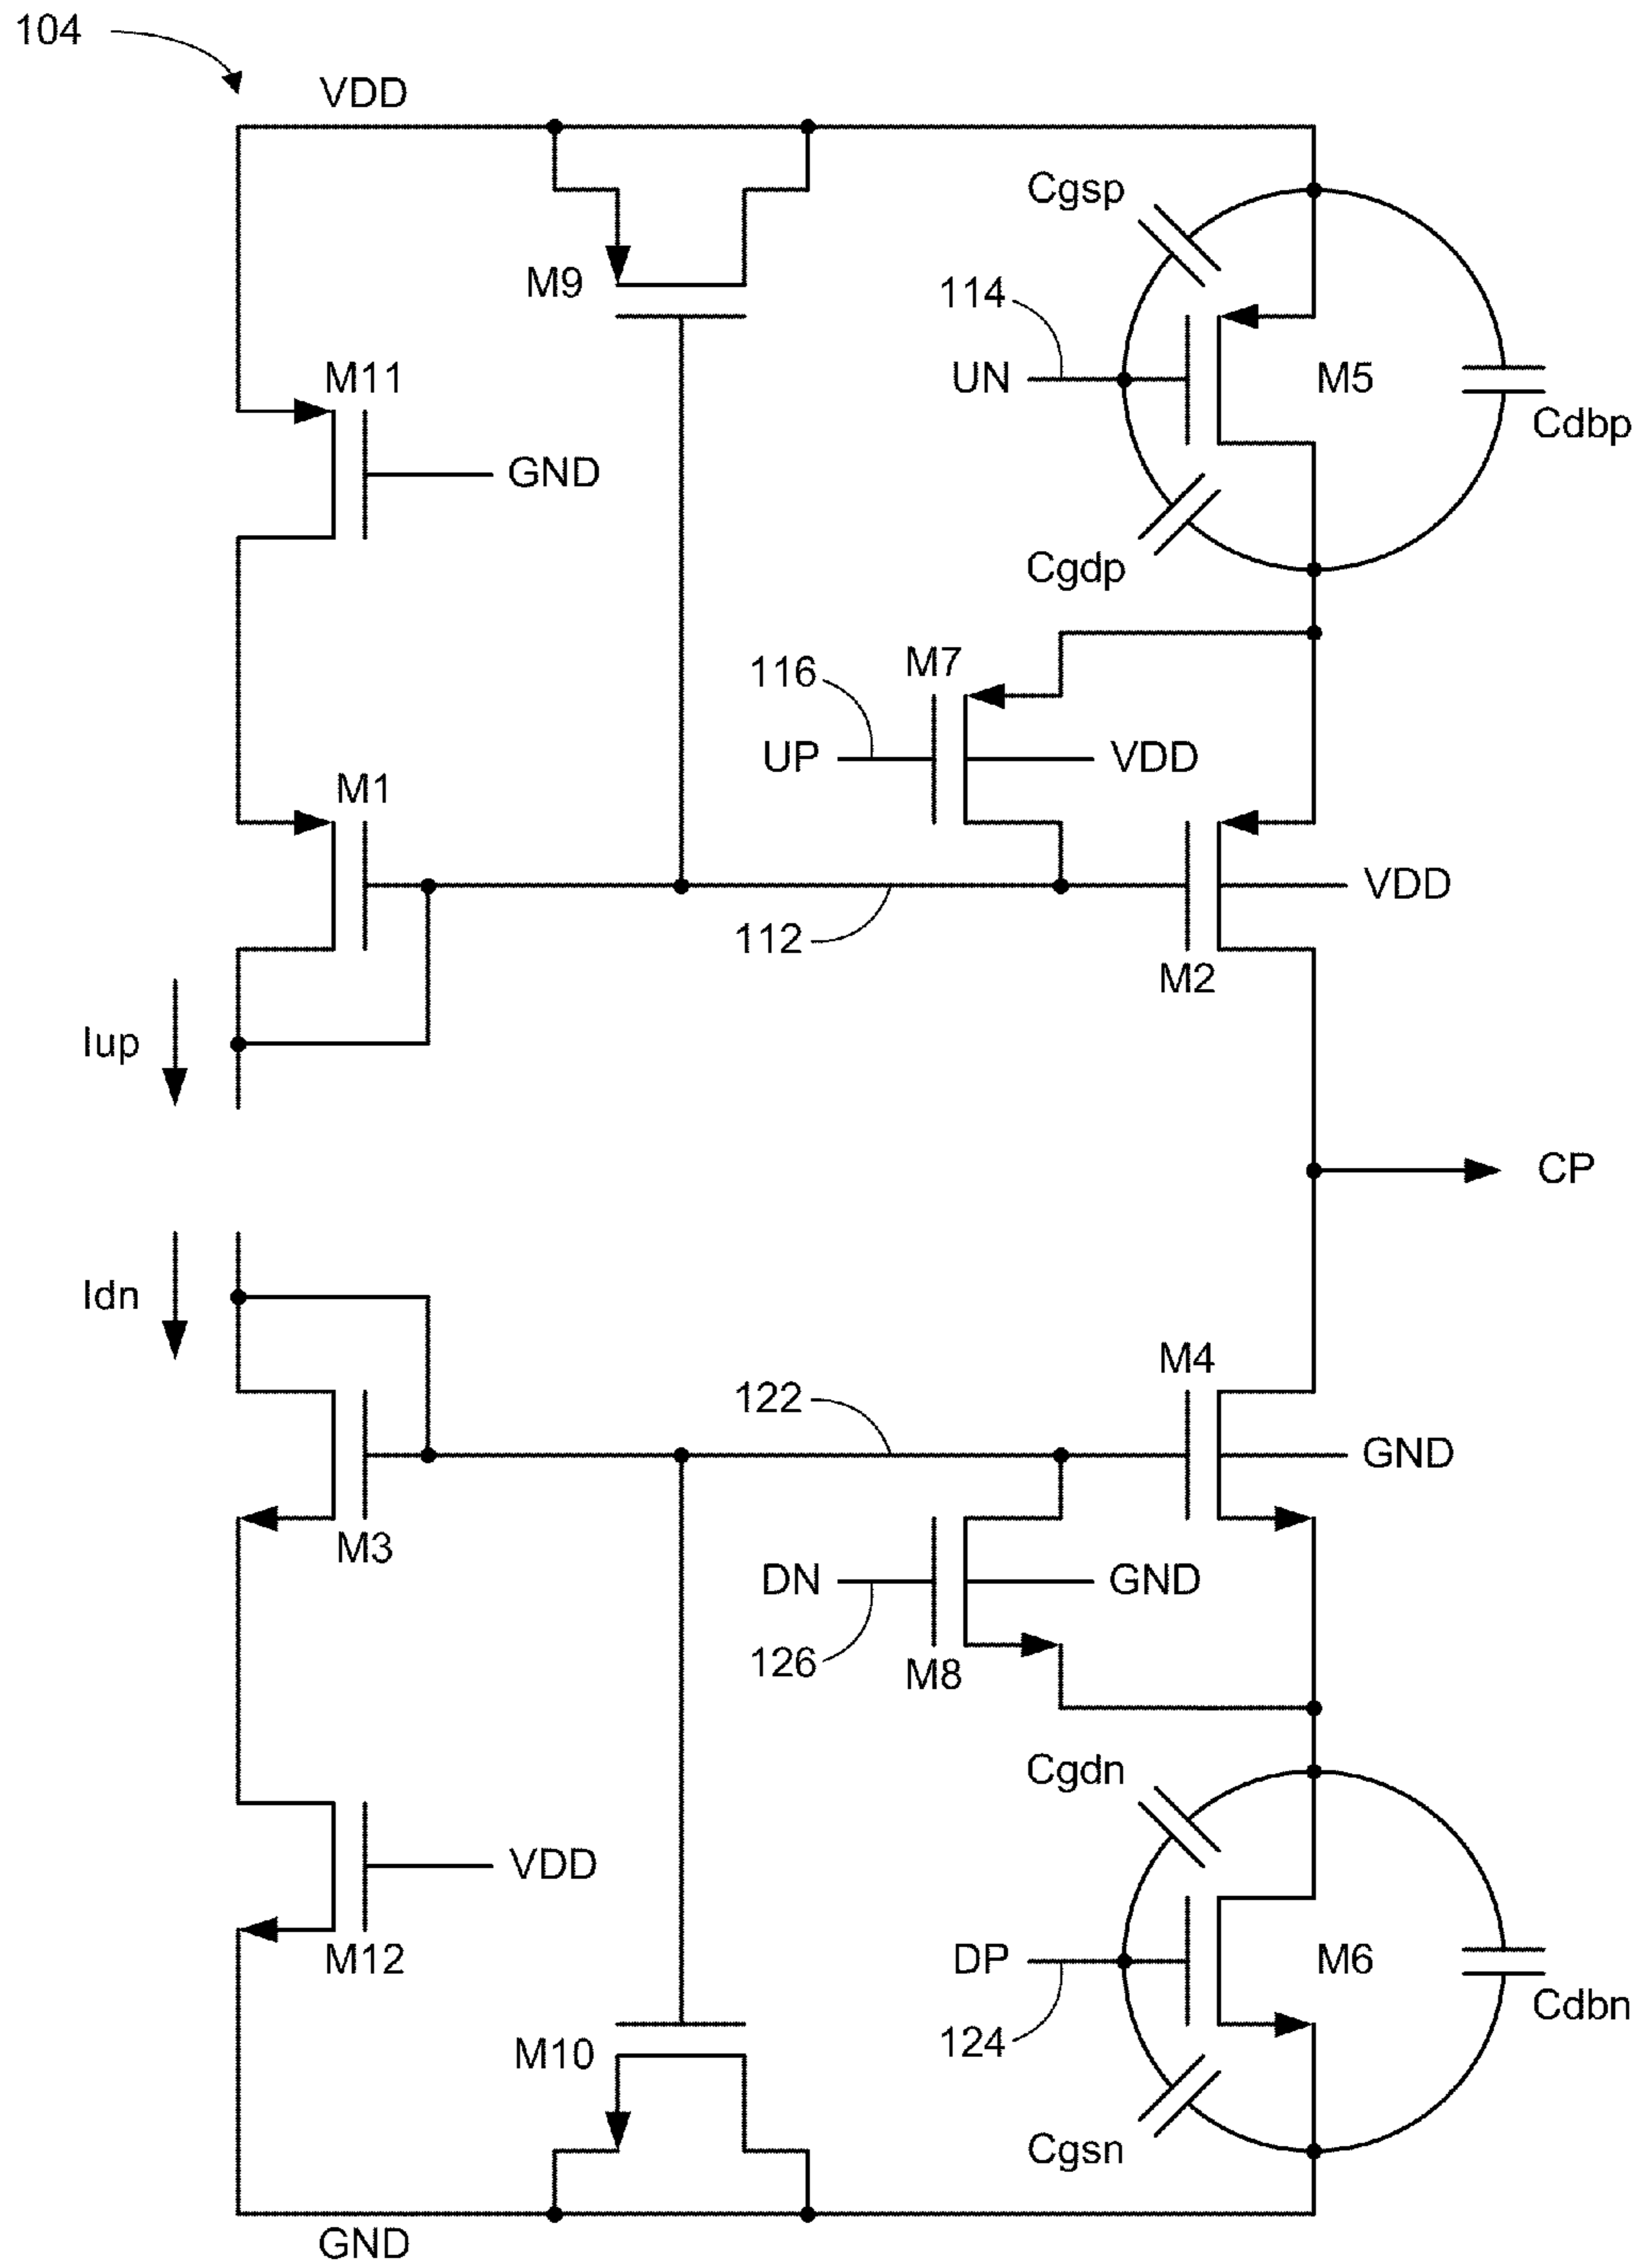 104
VDD
Cgsp
M9
114
M11
UN
M5
Cdbp
GND
Cgdp
M7
116
UP
VDD
M1
VDD
112
M2
Iup
CP
Idn
M4
122
GND
M3
DN
GND
126
M8
Cgdn
VDD
M12
DP
M6
Cdbn
124
M10
Cgsn
GND